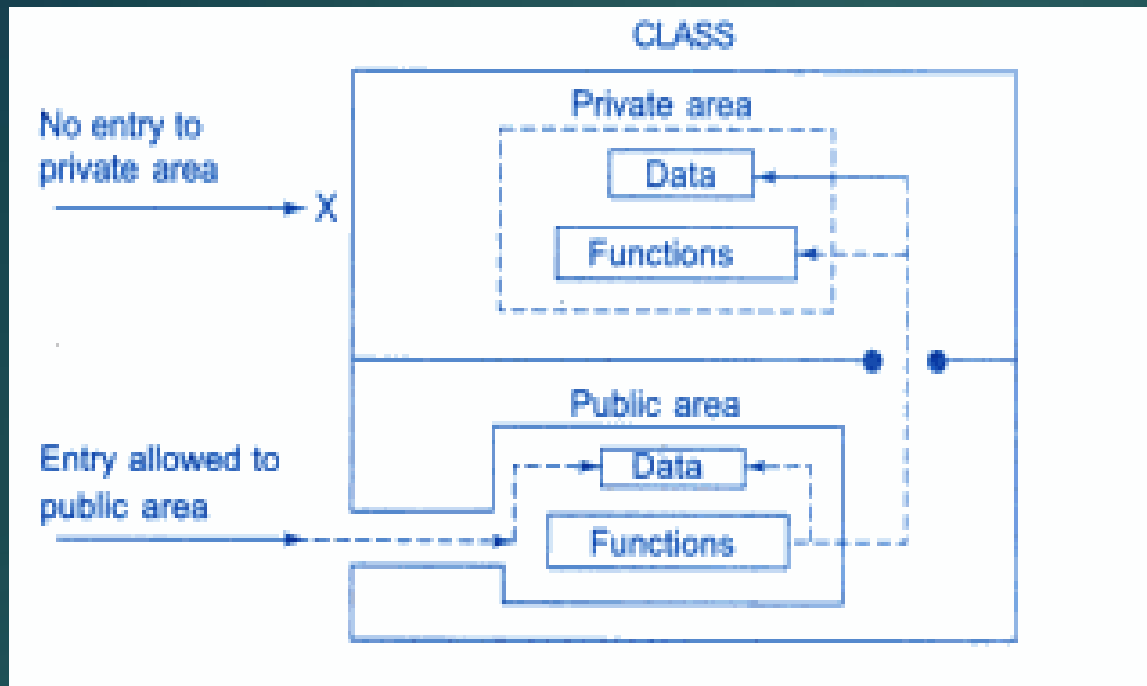 CLASS
Private area
No entry to
private area
X
Data
Functions
Public area
Entry allowed to
public area
Data
Functions